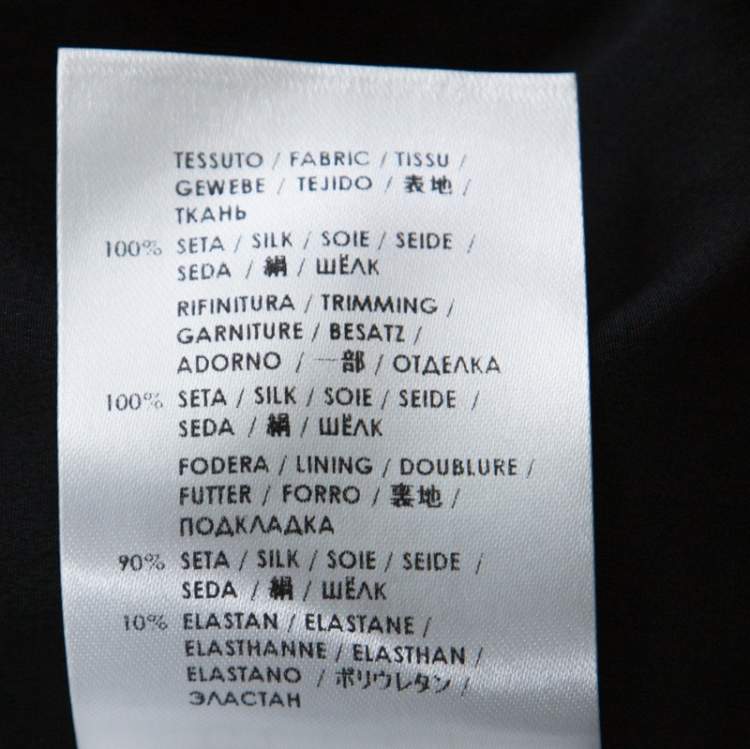 TESSUTO / FABRIC / TISSU /
GEWEBE / TEJIDO / 表地 /
ТКАНЬ
100% SETA / SILK / SOIE / SEIDE /
SEDA / 絹 / ШЁЛК
RIFINITURA / TRIMMING /
GARNITURE / BESATZ /
ADORNO / 一部 / ОТДЕЛКА
100% SETA / SILK / SOIE / SEIDE /
SEDA / 絹 / ШЁЛК
FODERA / LINING / DOUBLURE /
FUTTER / FORRO / 裏地 /
ПОДКЛАДКА
90% SETA / SILK / SOIE / SEIDE /
SEDA / 絹 / ШЁЛК
10% ELASTAN / ELASTANE /
ELASTHANNE / ELASTHAN /
ELASTANO / ポリウレタン /
ЭЛАСТАН